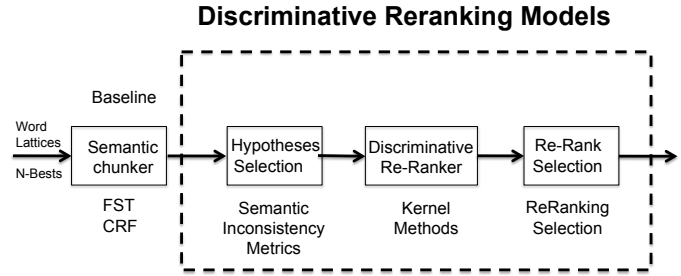 Discriminative Reranking Models
Baseline
Word
Lattices
N-Bests
Semantic
chunker
FST
CRF
Hypotheses
Selection
Semantic
Inconsistency
Metrics
Discriminative
Re-Ranker
Kernel
Methods
Re-Rank
Selection
ReRanking
Selection